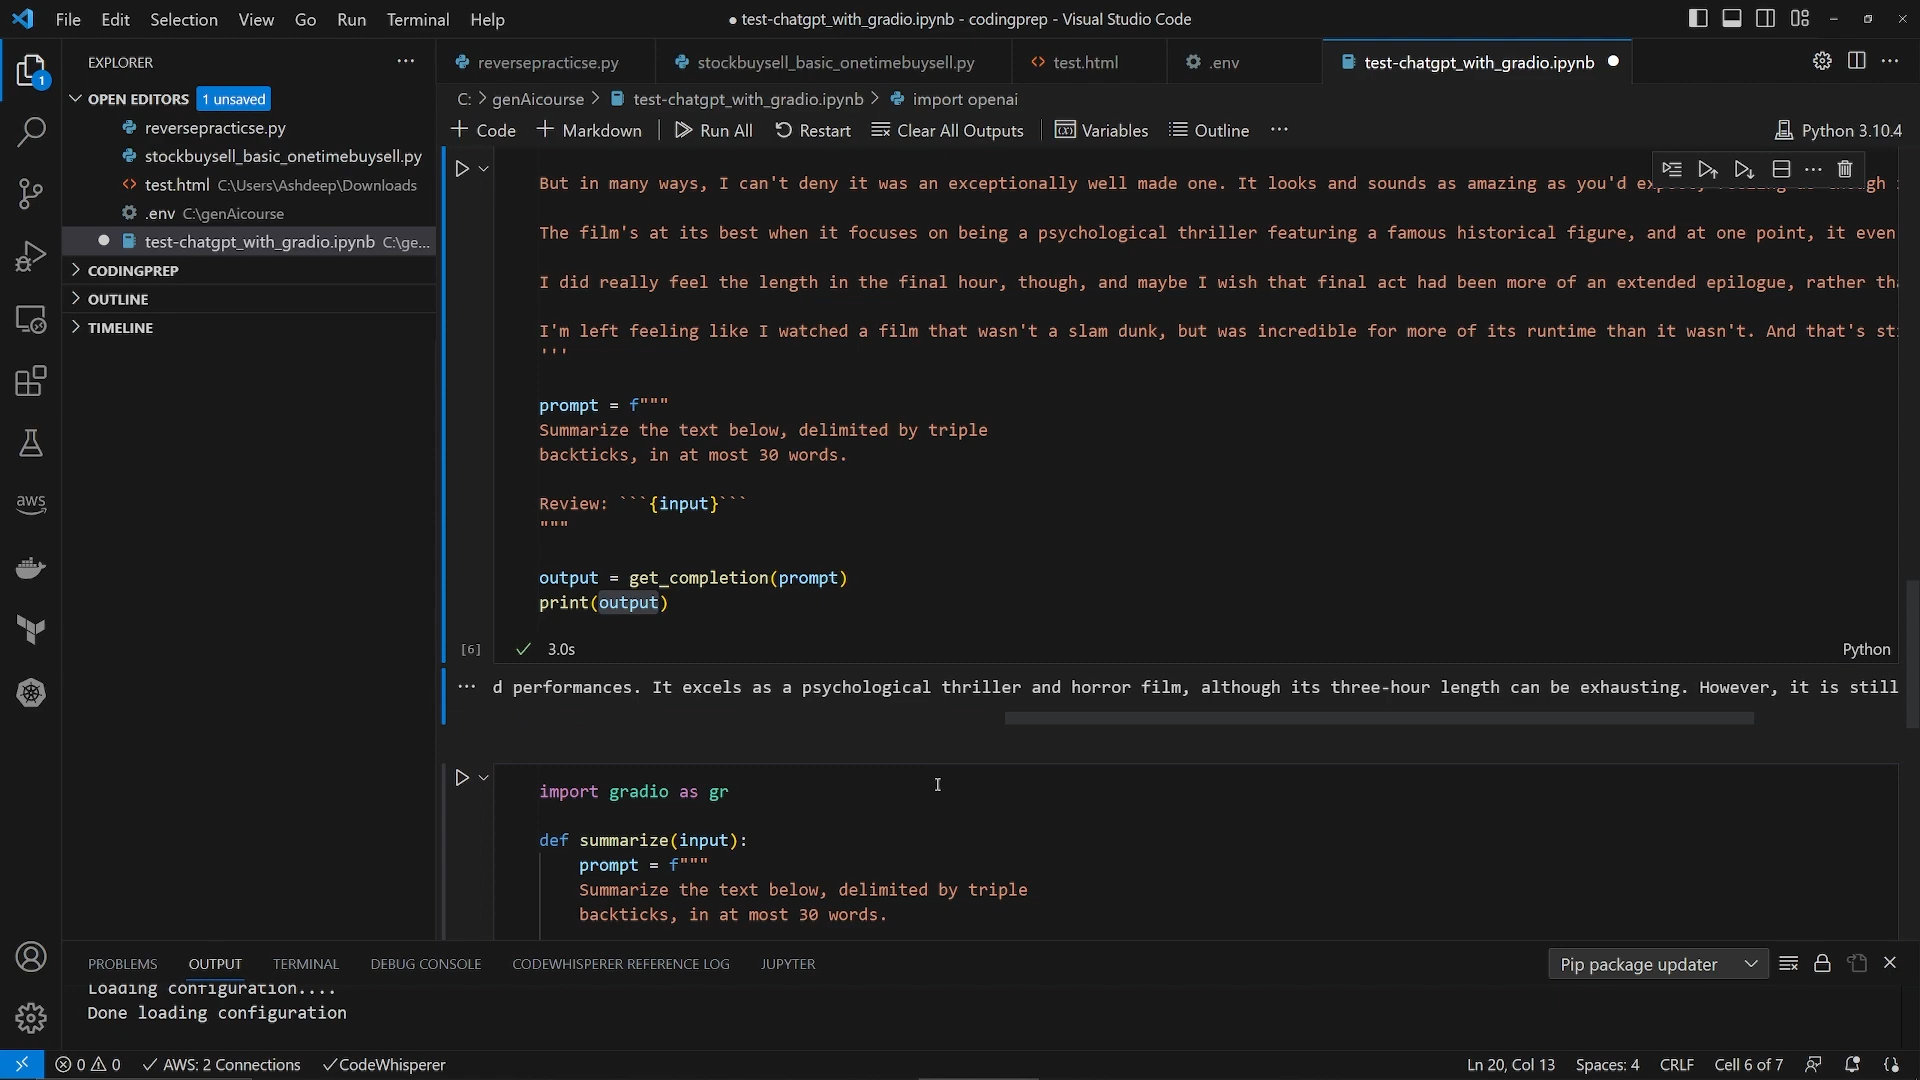 File Edit Selection View Go Run Terminal Help
● test-chatgpt_with_gradio.ipynb - codingprep - Visual Studio Code
EXPLORER
1
OPEN EDITORS 1 unsaved
reversepracticse.py
stockbuysell_basic_onetimebuysell.py
test.html C:\Users\Ashdeep\Downloads
.env C:\genAicourse
test-chatgpt_with_gradio.ipynb C:\ge...
CODINGPREP
OUTLINE
TIMELINE
aws
reversepracticse.py stockbuysell_basic_onetimebuysell.py test.html .env test-chatgpt_with_gradio.ipynb
C: > genAicourse > test-chatgpt_with_gradio.ipynb > import openai
+ Code + Markdown Run All Restart Clear All Outputs Variables Outline ... Python 3.10.4
But in many ways, I can't deny it was an exceptionally well made one. It looks and sounds as amazing as you'd
The film's at its best when it focuses on being a psychological thriller featuring a famous historical figure, and at one point, it even
I did really feel the length in the final hour, though, and maybe I wish that final act had been more of an extended epilogue, rather tha
I'm left feeling like I watched a film that wasn't a slam dunk, but was incredible for more of its runtime than it wasn't. And that's sti
'''
prompt = f"""
Summarize the text below, delimited by triple
backticks, in at most 30 words.
Review: ```{input}```
"""
output = get_completion(prompt)
print(output)
[6] ✓ 3.0s Python
... d performances. It excels as a psychological thriller and horror film, although its three-hour length can be exhausting. However, it is still
import gradio as gr
def summarize(input):
prompt = f"""
Summarize the text below, delimited by triple
backticks, in at most 30 words.
PROBLEMS OUTPUT TERMINAL DEBUG CONSOLE CODEWHISPERER REFERENCE LOG JUPYTER Pip package updater
Loading configuration....
Done loading configuration
0 0 ✓ AWS: 2 Connections ✓CodeWhisperer Ln 20, Col 13 Spaces: 4 CRLF Cell 6 of 7